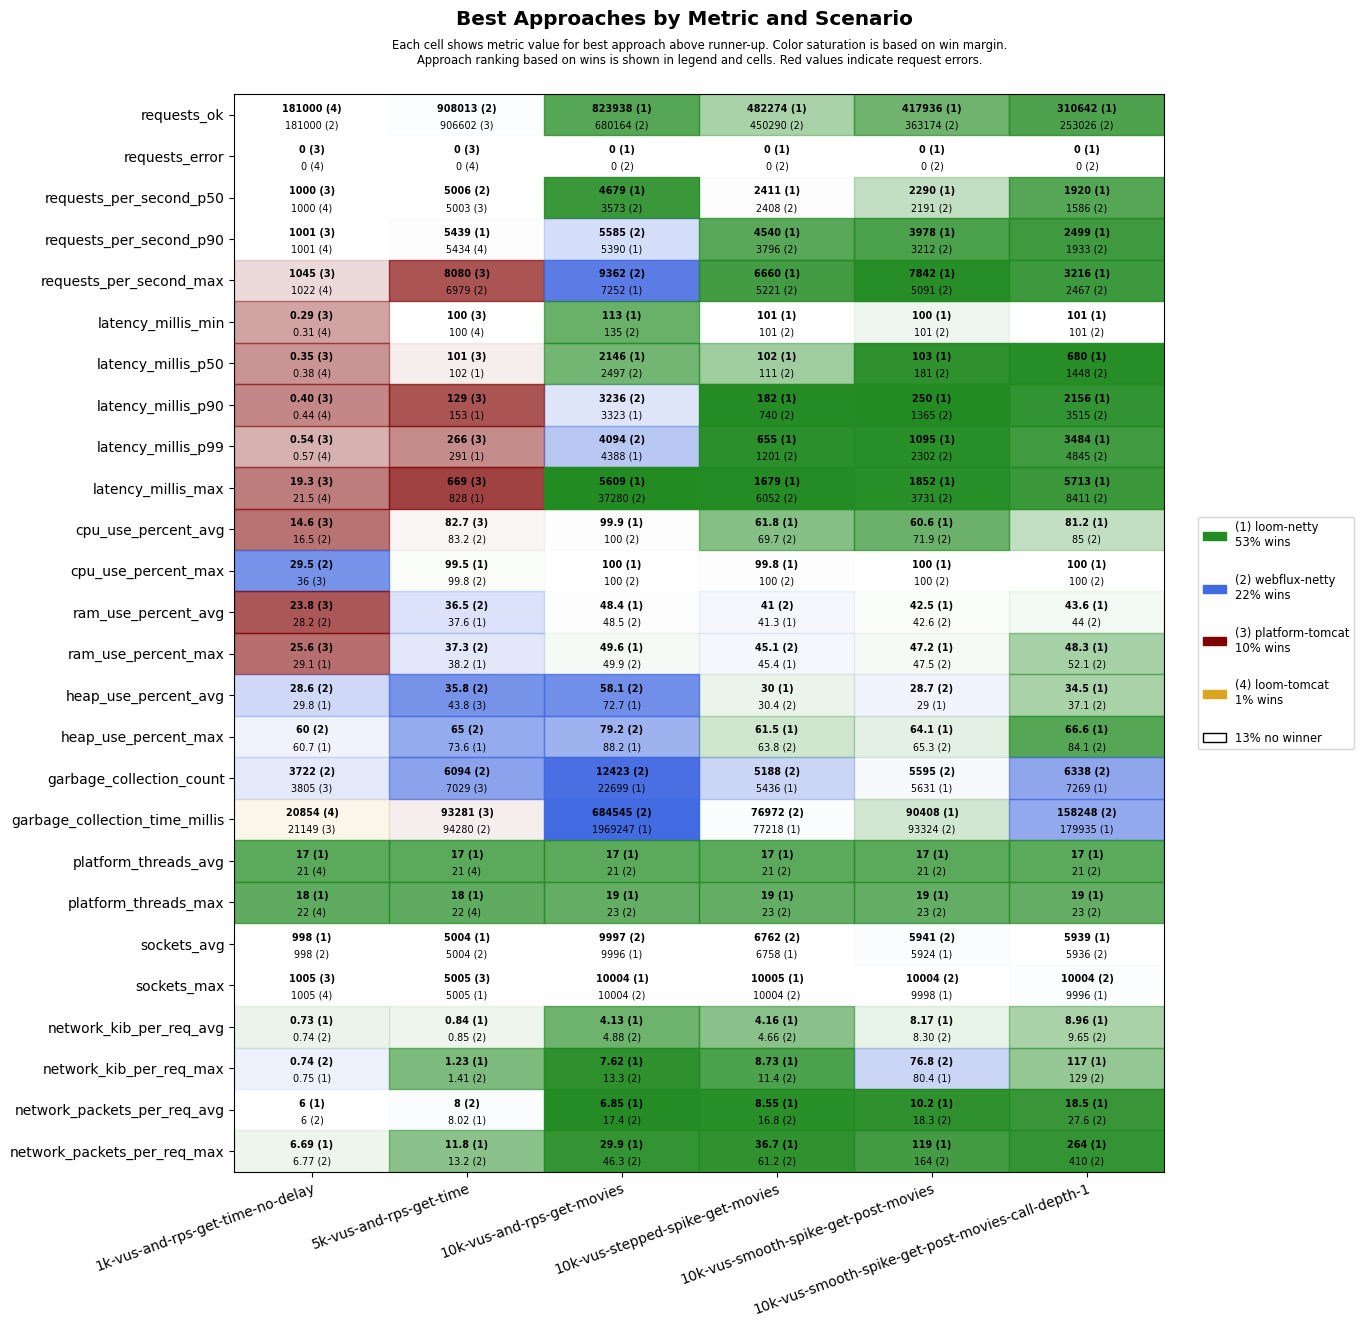 Best Approaches by Metric and Scenario
Each cell shows metric value for best approach above runner-up. Color saturation is based on win margin.
Approach ranking based on wins is shown in legend and cells. Red values indicate request errors.
requests_ok
181000 (4) 908013 (2) 823938 (1) 482274 (1) 417936 (1) 310642 (1)
181000 (2) 906602 (3) 680164 (2) 450290 (2) 363174 (2) 253026 (2)
requests_error
0 (3) 0 (3) 0 (1) 0 (1) 0 (1) 0 (1)
0 (4) 0 (4) 0 (2) 0 (2) 0 (2) 0 (2)
requests_per_second_p50
1000 (3) 5006 (2) 4679 (1) 2411 (1) 2290 (1) 1920 (1)
1000 (4) 5003 (3) 3573 (2) 2408 (2) 2191 (2) 1586 (2)
requests_per_second_p90
1001 (3) 5439 (1) 5585 (2) 4540 (1) 3978 (1) 2499 (1)
1001 (4) 5434 (4) 5390 (1) 3796 (2) 3212 (2) 1933 (2)
requests_per_second_max
1045 (3) 8080 (3) 9362 (2) 6660 (1) 7842 (1) 3216 (1)
1022 (4) 6979 (2) 7252 (1) 5221 (2) 5091 (2) 2467 (2)
latency_millis_min
0.29 (3) 100 (3) 113 (1) 101 (1) 100 (1) 101 (1)
0.31 (4) 100 (4) 135 (2) 101 (2) 101 (2) 101 (2)
latency_millis_p50
0.35 (3) 101 (3) 2146 (1) 102 (1) 103 (1) 680 (1)
0.38 (4) 102 (1) 2497 (2) 111 (2) 181 (2) 1448 (2)
latency_millis_p90
0.40 (3) 129 (3) 3236 (2) 182 (1) 250 (1) 2156 (1)
0.44 (4) 153 (1) 3323 (1) 740 (2) 1365 (2) 3515 (2)
latency_millis_p99
0.54 (3) 266 (3) 4094 (2) 655 (1) 1095 (1) 3484 (1)
0.57 (4) 291 (1) 4388 (1) 1201 (2) 2302 (2) 4845 (2)
latency_millis_max
19.3 (3) 669 (3) 5609 (1) 1679 (1) 1852 (1) 5713 (1)
21.5 (4) 828 (1) 37280 (2) 6052 (2) 3731 (2) 8411 (2)
cpu_use_percent_avg
14.6 (3) 82.7 (3) 99.9 (1) 61.8 (1) 60.6 (1) 81.2 (1)
16.5 (2) 83.2 (2) 100 (2) 69.7 (2) 71.9 (2) 85 (2)
cpu_use_percent_max
29.5 (2) 99.5 (1) 100 (1) 99.8 (1) 100 (1) 100 (1)
36 (3) 99.8 (2) 100 (2) 100 (2) 100 (2) 100 (2)
ram_use_percent_avg
23.8 (3) 36.5 (2) 48.4 (1) 41 (2) 42.5 (1) 43.6 (1)
28.2 (2) 37.6 (1) 48.5 (2) 41.3 (1) 42.6 (2) 44 (2)
ram_use_percent_max
25.6 (3) 37.3 (2) 49.6 (1) 45.1 (2) 47.2 (1) 48.3 (1)
29.1 (1) 38.2 (1) 49.9 (2) 45.4 (1) 47.5 (2) 52.1 (2)
heap_use_percent_avg
28.6 (2) 35.8 (2) 58.1 (2) 30 (1) 28.7 (2) 34.5 (1)
29.8 (1) 43.8 (3) 72.7 (1) 30.4 (2) 29 (1) 37.1 (2)
heap_use_percent_max
60 (2) 65 (2) 79.2 (2) 61.5 (1) 64.1 (1) 66.6 (1)
60.7 (1) 73.6 (1) 88.2 (1) 63.8 (2) 65.3 (2) 84.1 (2)
garbage_collection_count
3722 (2) 6094 (2) 12423 (2) 5188 (2) 5595 (2) 6338 (2)
3805 (3) 7029 (3) 22699 (1) 5436 (1) 5631 (1) 7269 (1)
garbage_collection_time_millis
20854 (4) 93281 (3) 684545 (2) 76972 (2) 90408 (1) 158248 (2)
21149 (3) 94280 (2) 1969247 (1) 77218 (1) 93324 (2) 179935 (1)
platform_threads_avg
17 (1) 17 (1) 17 (1) 17 (1) 17 (1) 17 (1)
21 (4) 21 (4) 21 (2) 21 (2) 21 (2) 21 (2)
platform_threads_max
18 (1) 18 (1) 19 (1) 19 (1) 19 (1) 19 (1)
22 (4) 22 (4) 23 (2) 23 (2) 23 (2) 23 (2)
sockets_avg
998 (1) 5004 (1) 9997 (2) 6762 (2) 5941 (2) 5939 (1)
998 (2) 5004 (2) 9996 (1) 6758 (1) 5924 (1) 5936 (2)
sockets_max
1005 (3) 5005 (3) 10004 (1) 10005 (1) 10004 (2) 10004 (2)
1005 (4) 5005 (1) 10004 (2) 10004 (2) 9998 (1) 9996 (1)
network_kib_per_req_avg
0.73 (1) 0.84 (1) 4.13 (1) 4.16 (1) 8.17 (1) 8.96 (1)
0.74 (2) 0.85 (2) 4.88 (2) 4.66 (2) 8.30 (2) 9.65 (2)
network_kib_per_req_max
0.74 (2) 1.23 (1) 7.62 (1) 8.73 (1) 76.8 (2) 117 (1)
0.75 (1) 1.41 (2) 13.3 (2) 11.4 (2) 80.4 (1) 129 (2)
network_packets_per_req_avg
6 (1) 8 (2) 6.85 (1) 8.55 (1) 10.2 (1) 18.5 (1)
6 (2) 8.02 (1) 17.4 (2) 16.8 (2) 18.3 (2) 27.6 (2)
network_packets_per_req_max
6.69 (1) 11.8 (1) 29.9 (1) 36.7 (1) 119 (1) 264 (1)
6.77 (2) 13.2 (2) 46.3 (2) 61.2 (2) 164 (2) 410 (2)
1k-vus-and-rps-get-time-no-delay
5k-vus-and-rps-get-time
10k-vus-and-rps-get-movies
10k-vus-stepped-spike-get-movies
10k-vus-smooth-spike-get-post-movies
10k-vus-smooth-spike-get-post-movies-call-depth-1
(1) loom-netty
53% wins
(2) webflux-netty
22% wins
(3) platform-tomcat
10% wins
(4) loom-tomcat
1% wins
13% no winner